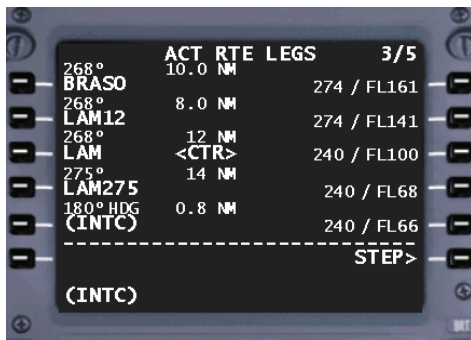 ACT RTE LEGS 3/5
268° 10.0 NM
BRASO 274 / FL161
268° 8.0 NM
LAM12 274 / FL141
268° 12 NM
LAM <CTR> 240 / FL100
275° 14 NM
LAM275 240 / FL68
180° HDG 0.8 NM
(INTC) 240 / FL66
STEP>
(INTC)
BRT